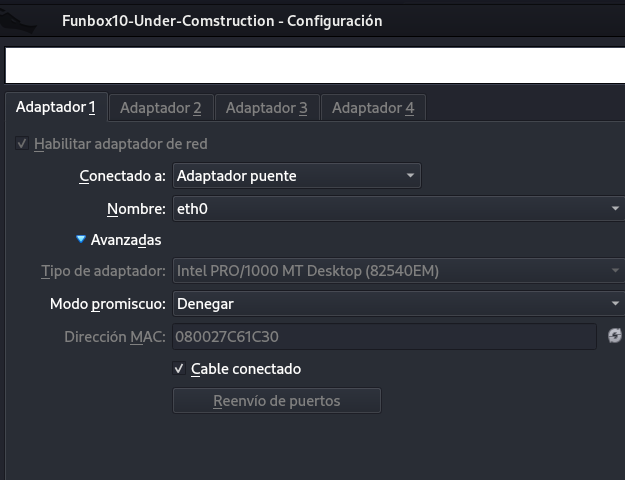 Funbox10-Under-Comstruction - Configuración
Adaptador 1 Adaptador 2 Adaptador 3 Adaptador 4
Habilitar adaptador de red
Conectado a: Adaptador puente
Nombre: eth0
Avanzadas
Tipo de adaptador: Intel PRO/1000 MT Desktop (82540EM)
Modo promiscuo: Denegar
Dirección MAC: 080027C61C30
Cable conectado
Reenvío de puertos